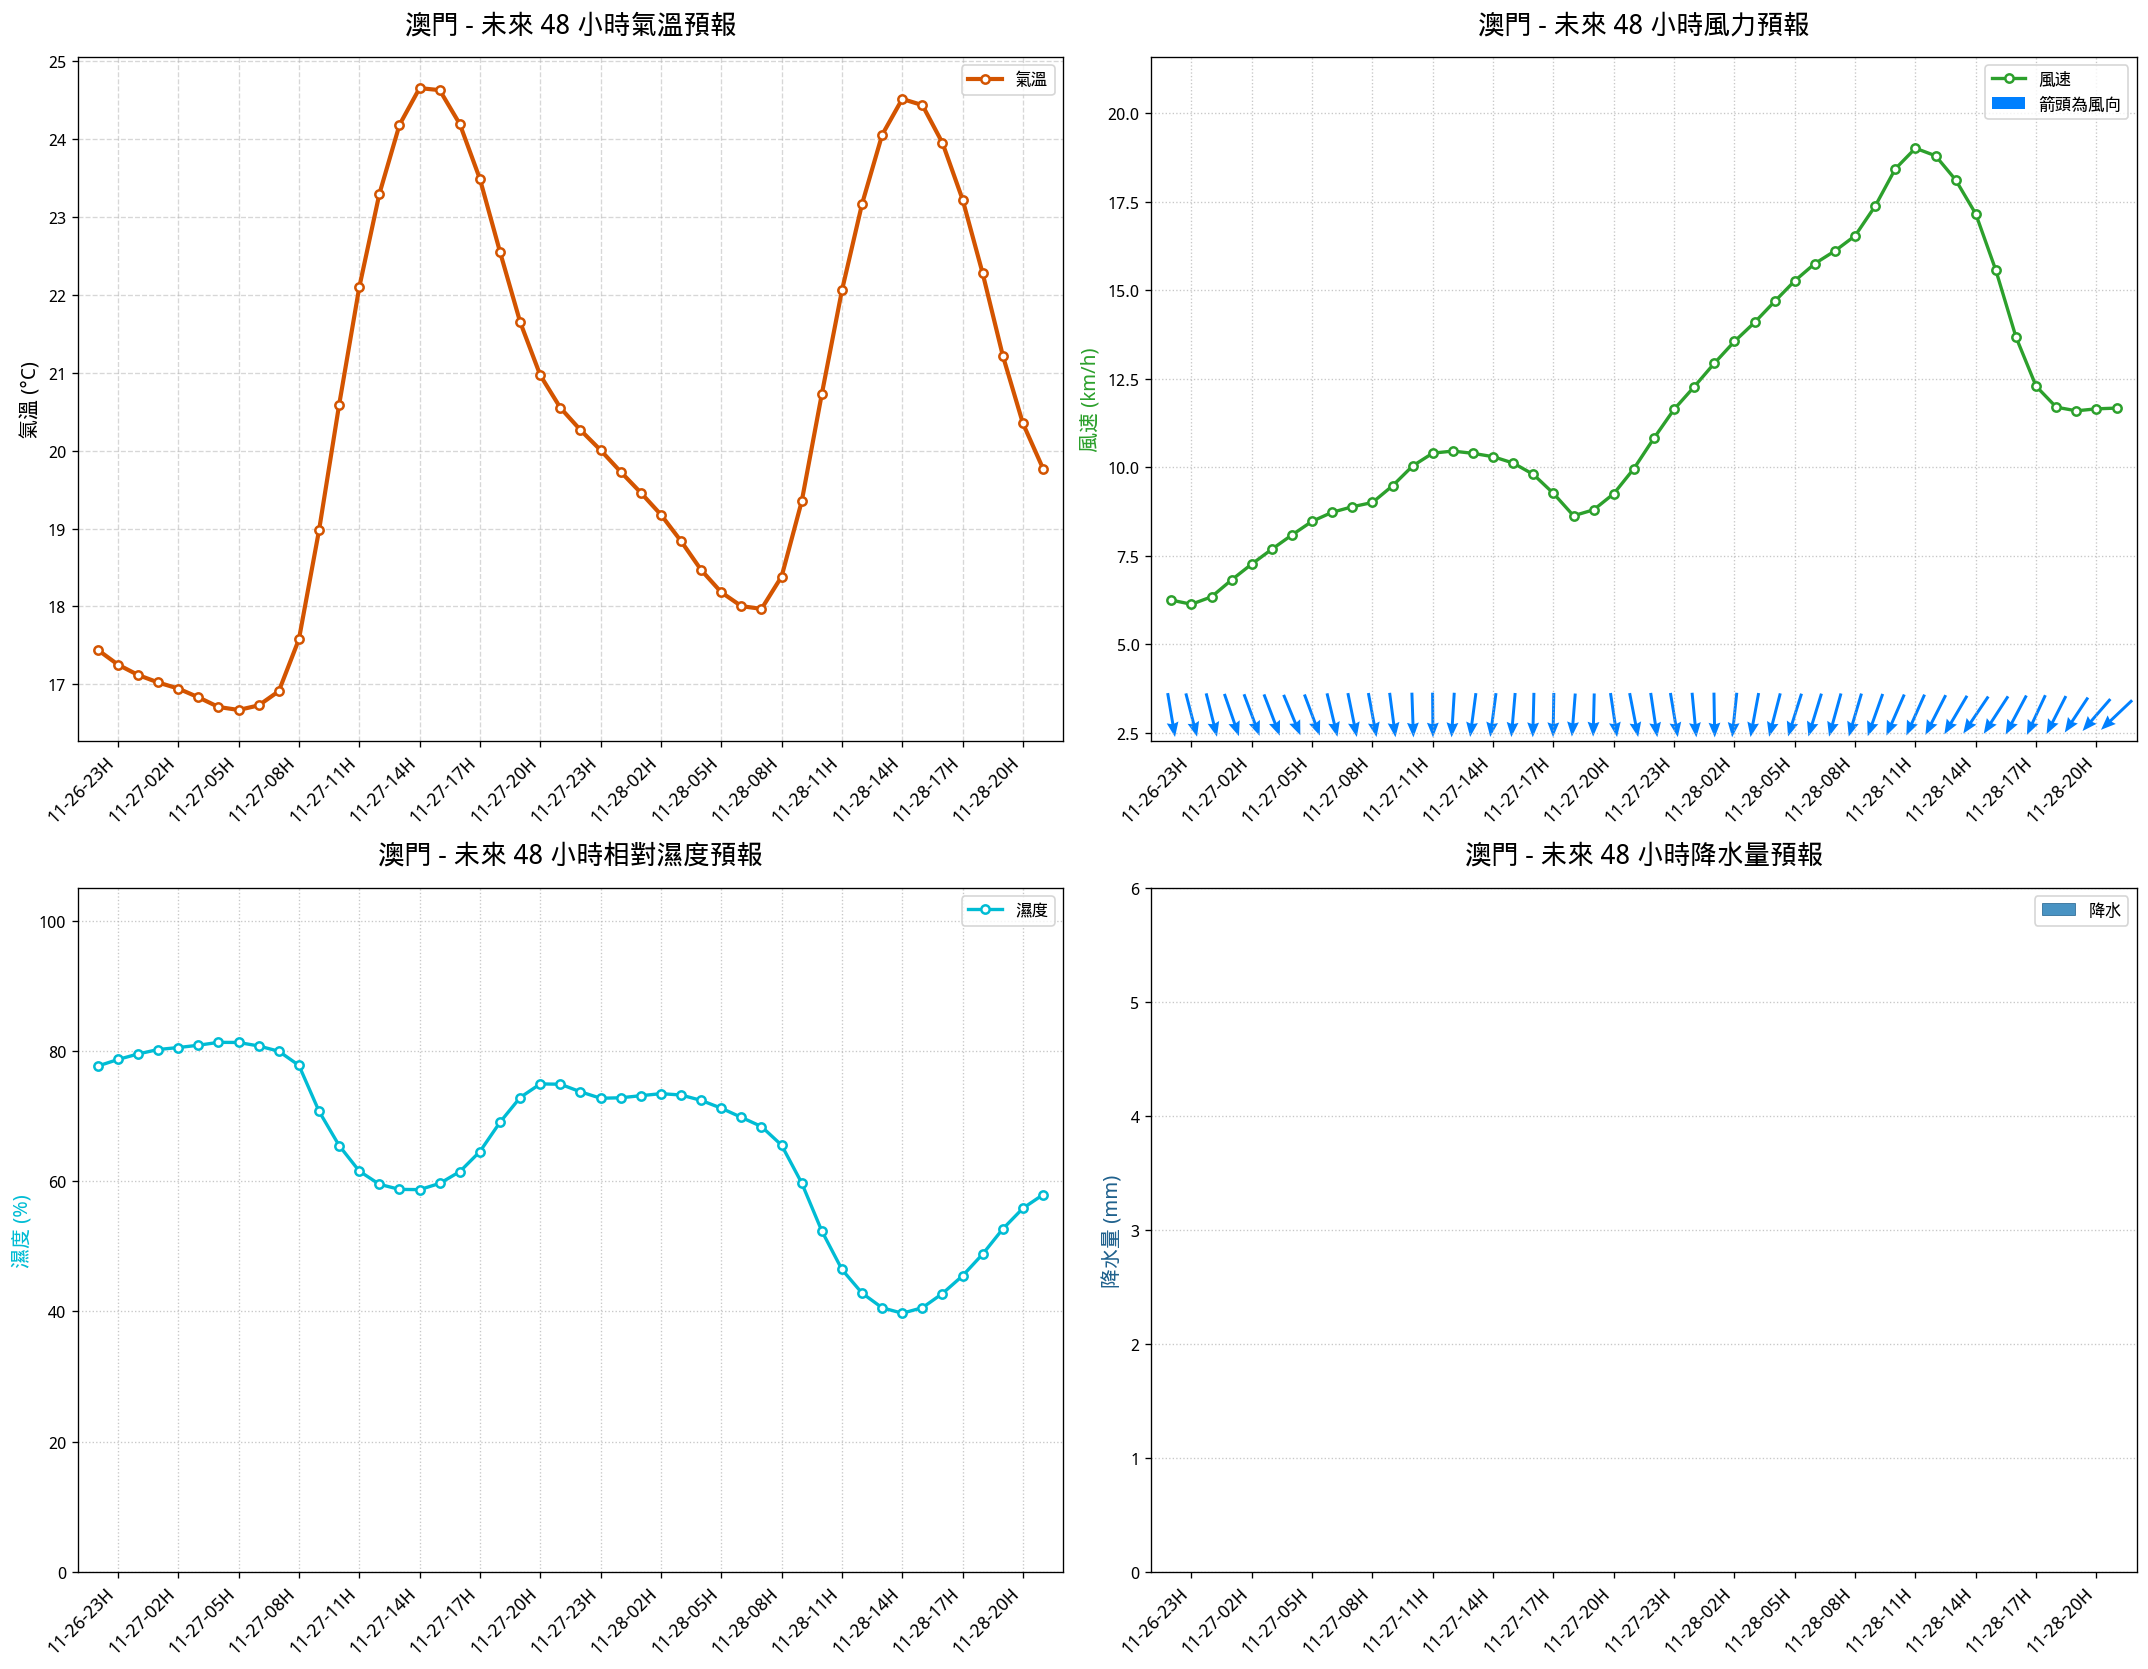 澳門 - 未來 48 小時氣溫預報
氣溫
氣溫 (°C)
25
24
23
22
21
20
19
18
17
11-26-23H
11-27-02H
11-27-05H
11-27-08H
11-27-11H
11-27-14H
11-27-17H
11-27-20H
11-27-23H
11-28-02H
11-28-05H
11-28-08H
11-28-11H
11-28-14H
11-28-17H
11-28-20H
澳門 - 未來 48 小時風力預報
風速
箭頭為風向
風速 (km/h)
20.0
17.5
15.0
12.5
10.0
7.5
5.0
2.5
11-26-23H
11-27-02H
11-27-05H
11-27-08H
11-27-11H
11-27-14H
11-27-17H
11-27-20H
11-27-23H
11-28-02H
11-28-05H
11-28-08H
11-28-11H
11-28-14H
11-28-17H
11-28-20H
澳門 - 未來 48 小時相對濕度預報
濕度
濕度 (%)
100
80
60
40
20
0
11-26-23H
11-27-02H
11-27-05H
11-27-08H
11-27-11H
11-27-14H
11-27-17H
11-27-20H
11-27-23H
11-28-02H
11-28-05H
11-28-08H
11-28-11H
11-28-14H
11-28-17H
11-28-20H
澳門 - 未來 48 小時降水量預報
降水
降水量 (mm)
6
5
4
3
2
1
0
11-26-23H
11-27-02H
11-27-05H
11-27-08H
11-27-11H
11-27-14H
11-27-17H
11-27-20H
11-27-23H
11-28-02H
11-28-05H
11-28-08H
11-28-11H
11-28-14H
11-28-17H
11-28-20H